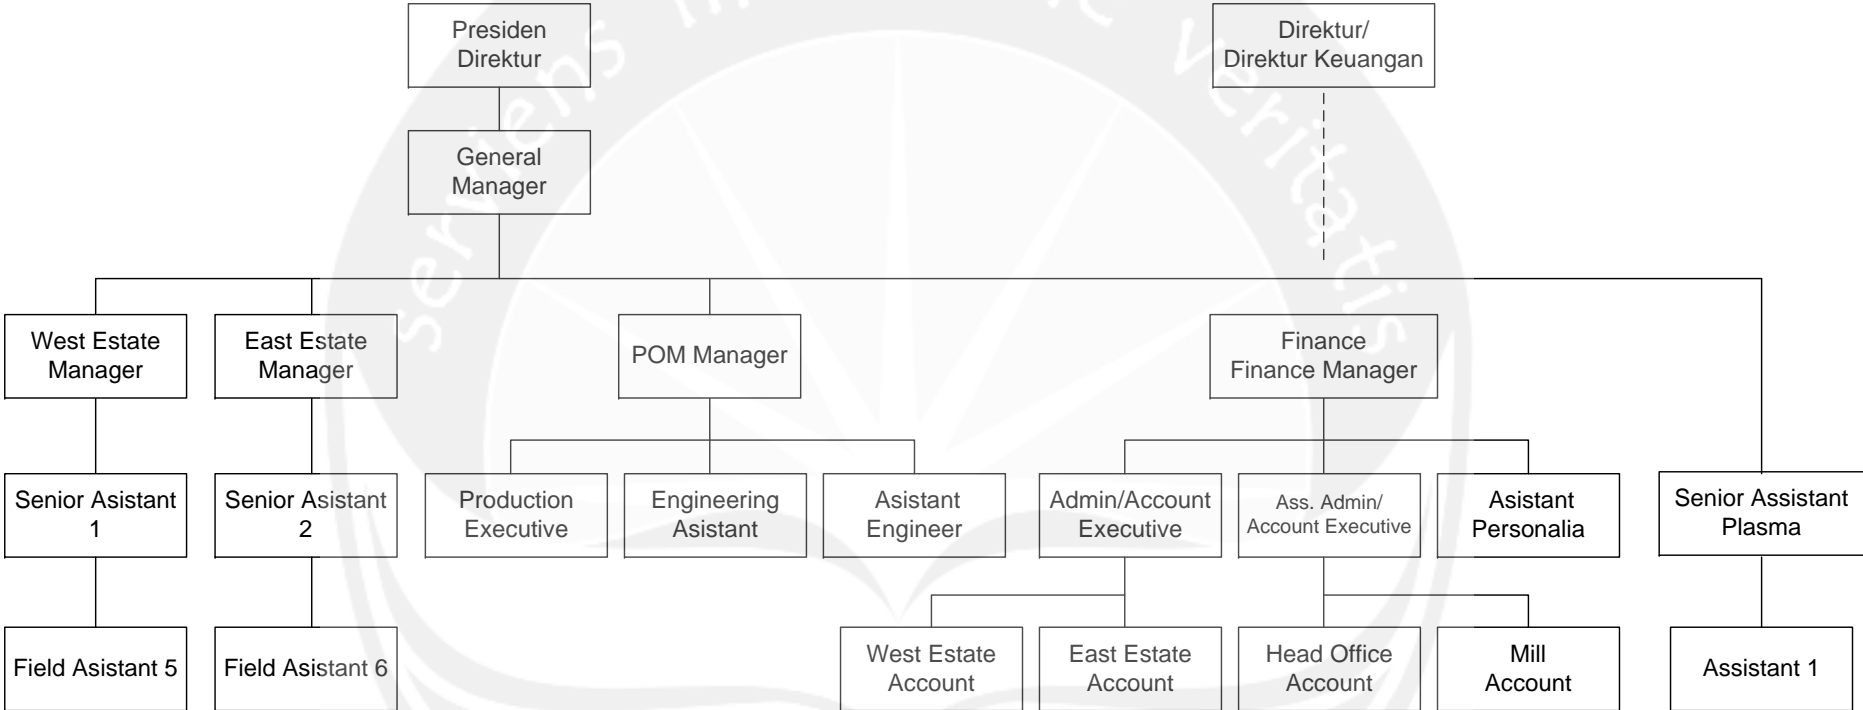 Presiden
Direktur
Direktur/
Direktur Keuangan
General
Manager
West Estate
Manager
East Estate
Manager
POM Manager
Finance
Finance Manager
Senior Asistant
1
Senior Asistant
2
Production
Executive
Engineering
Asistant
Asistant
Engineer
Admin/Account
Executive
Ass. Admin/
Account Executive
Asistant
Personalia
Senior Assistant
Plasma
Field Asistant 5
Field Asistant 6
West Estate
Account
East Estate
Account
Head Office
Account
Mill
Account
Assistant 1
serviens in
veritatis